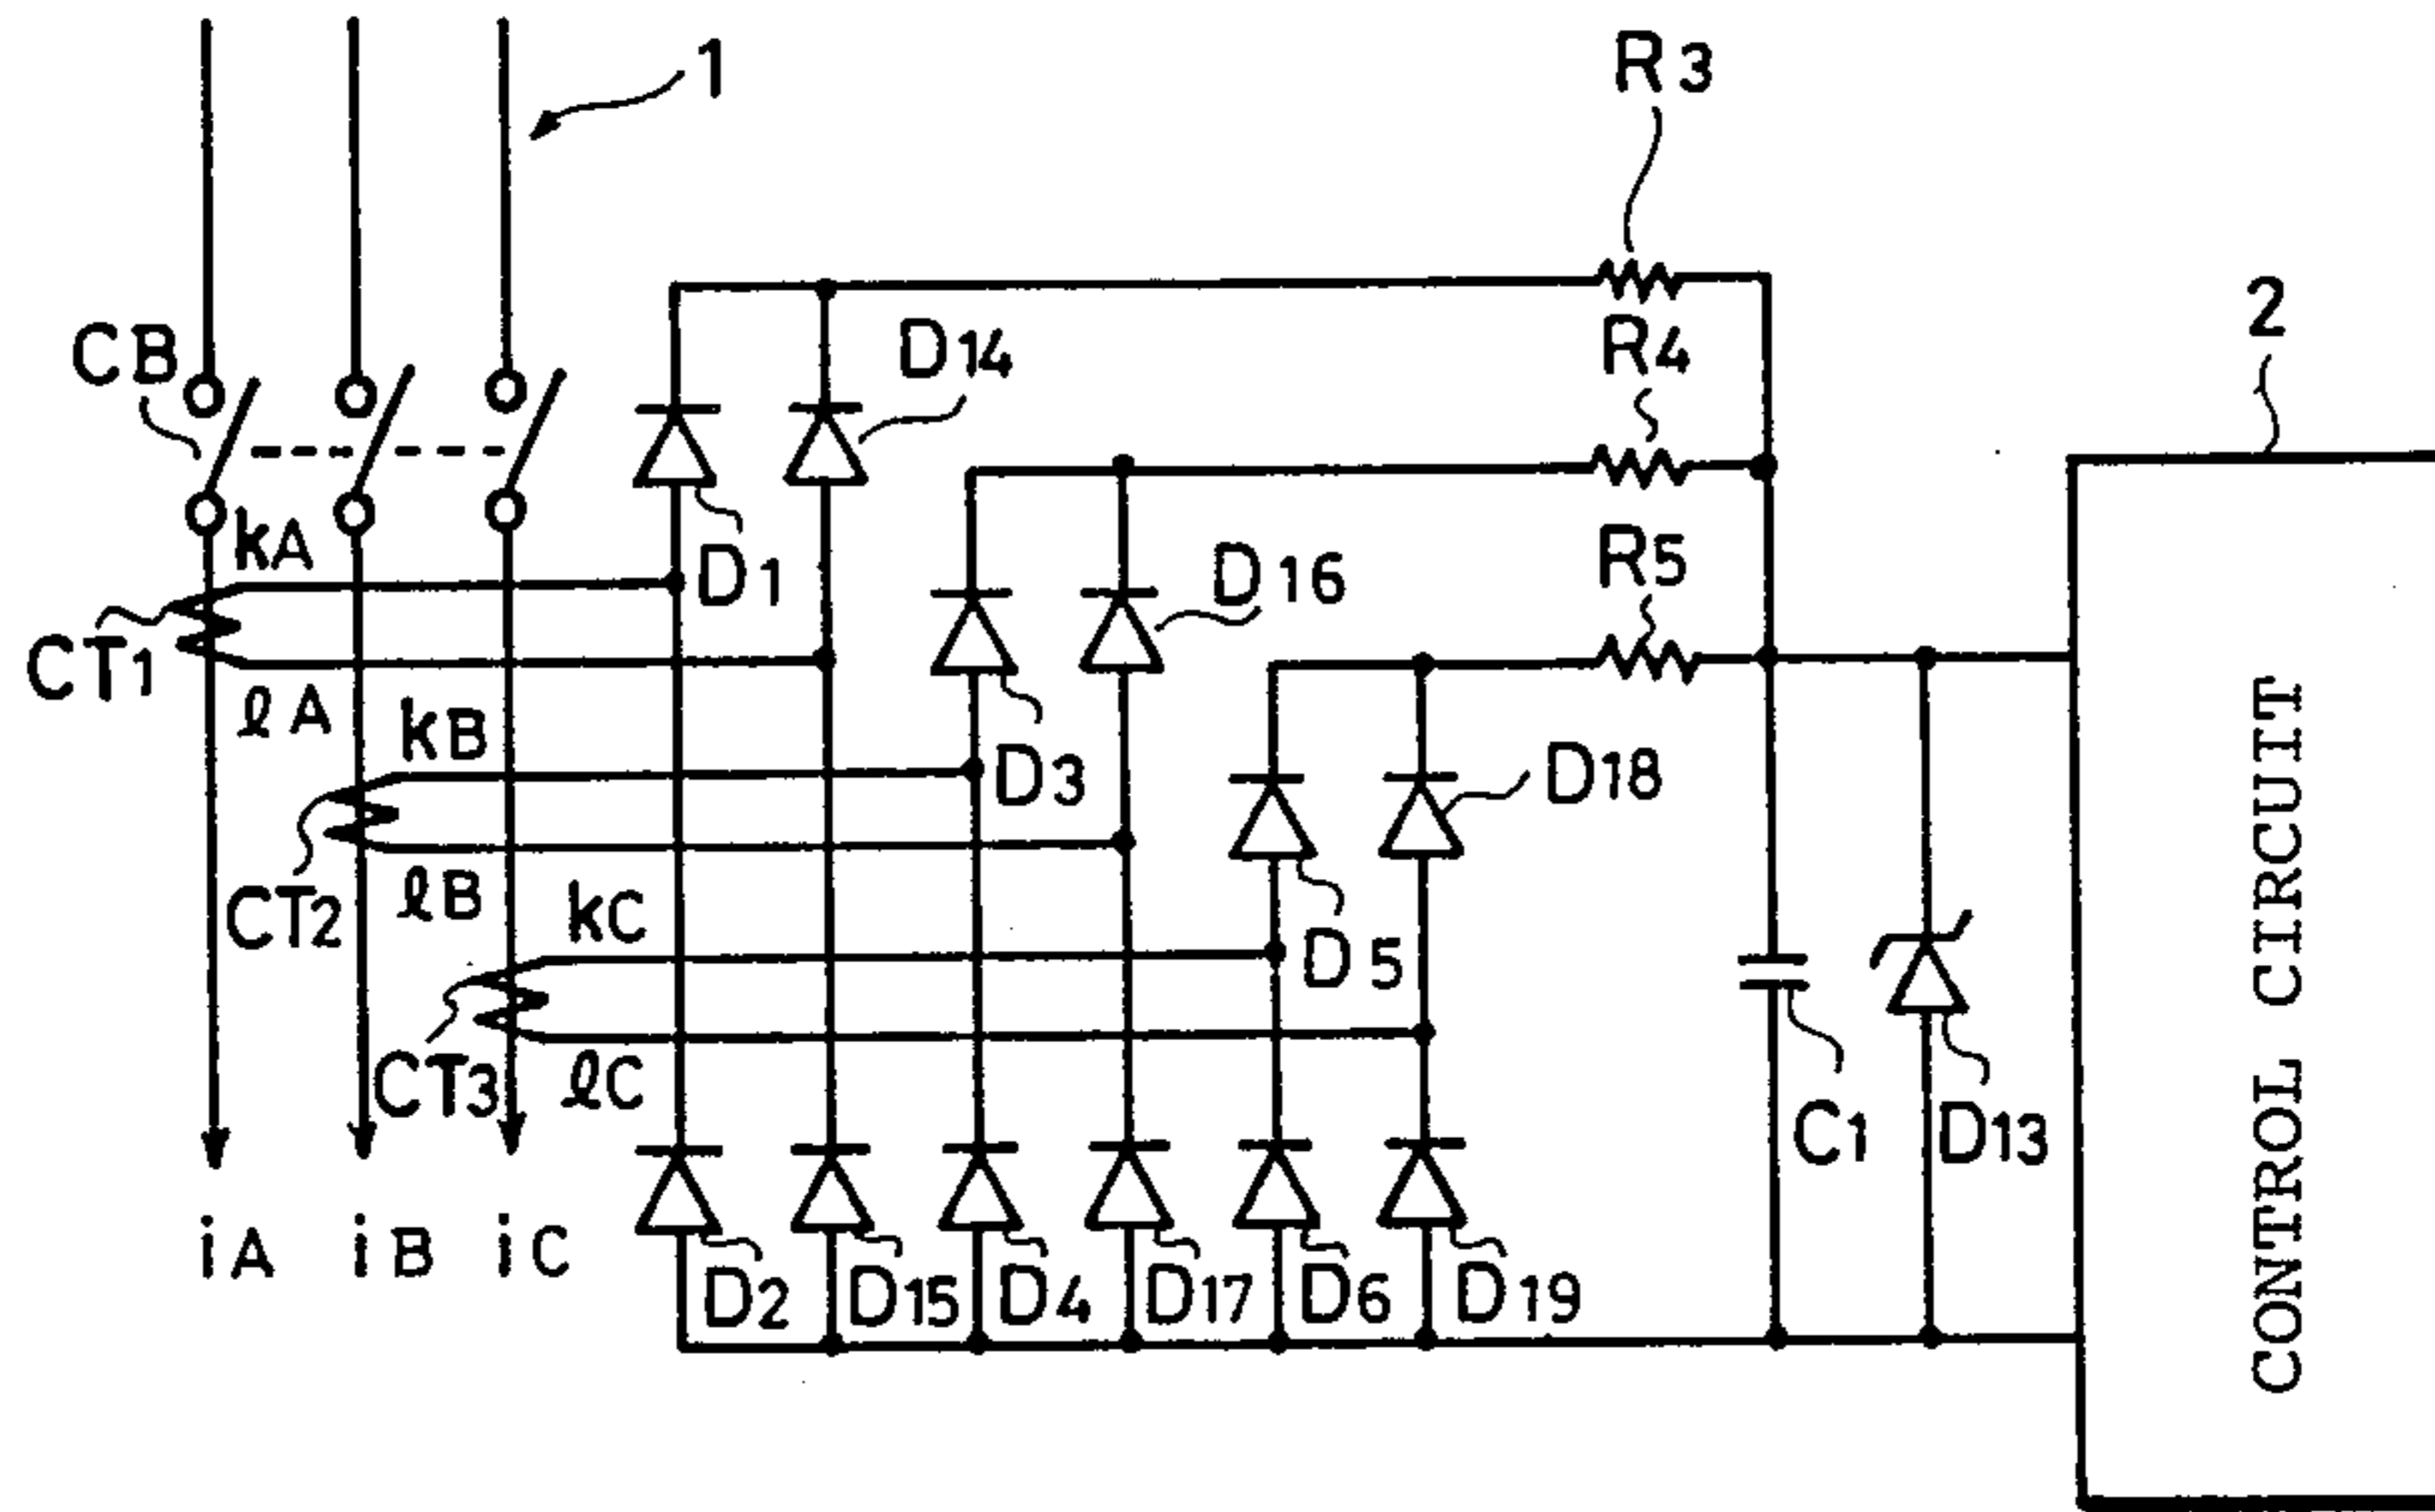 1
R3
2
CB
D14
R4
kA
D1
D16
R5
CT1
lA
kB
D3
D18
CT2
lB
kC
D5
CT3
lC
C1
D13
CONTROL CIRCUIT
iA
iB
iC
D2
D15
D4
D17
D6
D19